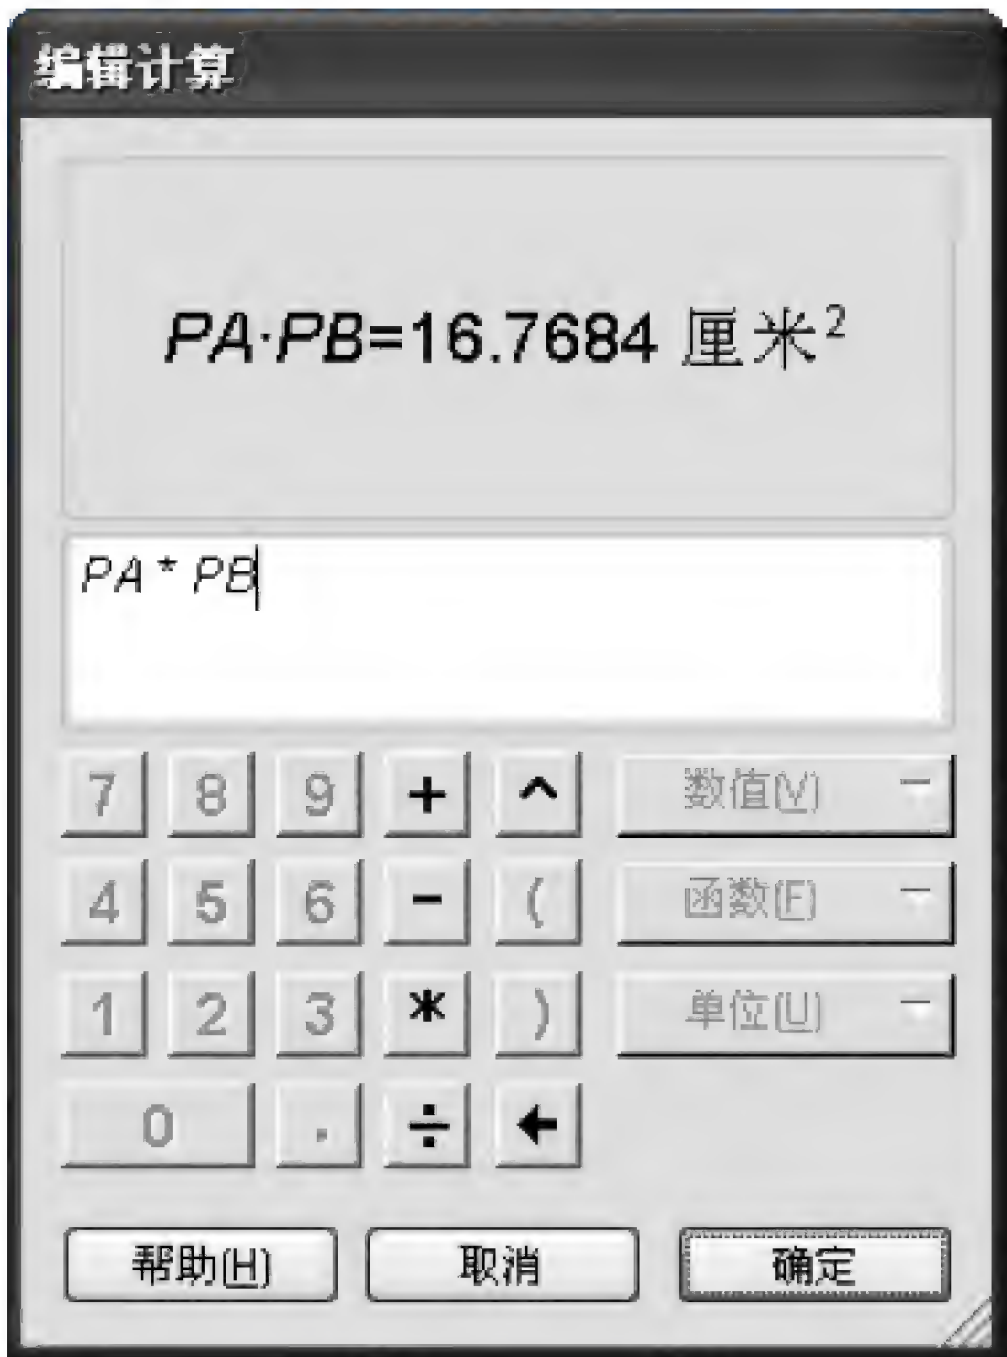 编辑计算
PA·PB=16.7684 厘米²
PA * PB
7 8 9 + ^ 数值(V)
4 5 6 - ( 函数(F)
1 2 3 * ) 单位(U)
0 . ÷ ←
帮助(H) 取消 确定